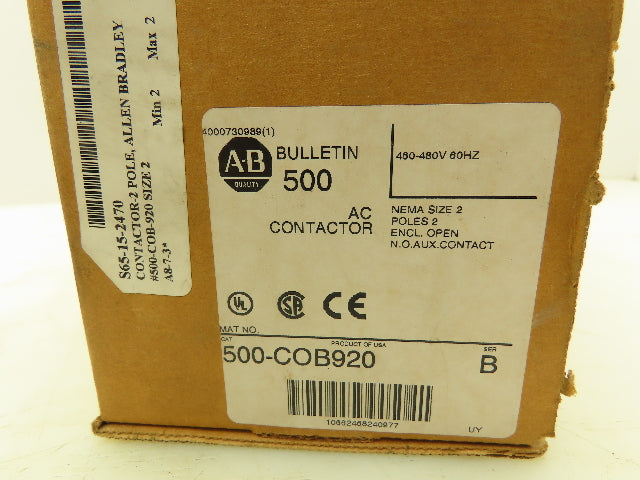 S65-15-2470
CONTACTOR-2 POLE, ALLEN BRADLEY
#500-COB-920 SIZE 2
Min 2 Max 2
A8-7-3*
4000730989(1)
A-B
QUALITY
BULLETIN
500
460-480V 60HZ
AC
CONTACTOR
NEMA SIZE 2
POLES 2
ENCL. OPEN
N.O.AUX.CONTACT
UL
SA
CE
MAT NO.
CAT
PRODUCT OF USA
SER
500-COB920
B
10662468240977
UY